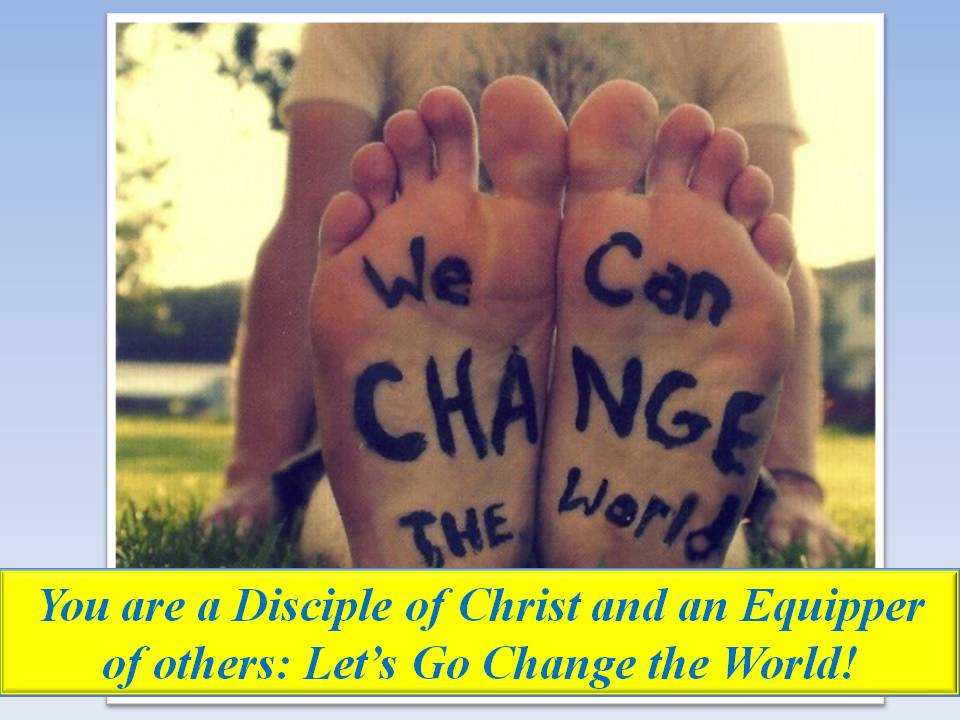 We Can
CHANGE
THE World
You are a Disciple of Christ and an Equipper
of others: Let's Go Change the World!